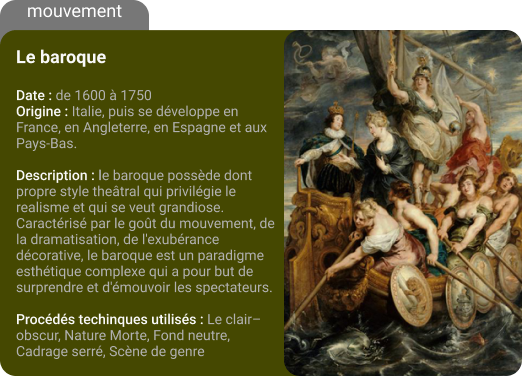 mouvement
Le baroque
Date : de 1600 à 1750
Origine : Italie, puis se développe en
France, en Angleterre, en Espagne et aux
Pays-Bas.
Description : le baroque possède dont
propre style theâtral qui privilégie le
realisme et qui se veut grandiose.
Caractérisé par le goût du mouvement, de
la dramatisation, de l'exubérance
décorative, le baroque est un paradigme
esthétique complexe qui a pour but de
surprendre et d'émouvoir les spectateurs.
Procédés techinques utilisés : Le clair–
obscur, Nature Morte, Fond neutre,
Cadrage serré, Scène de genre